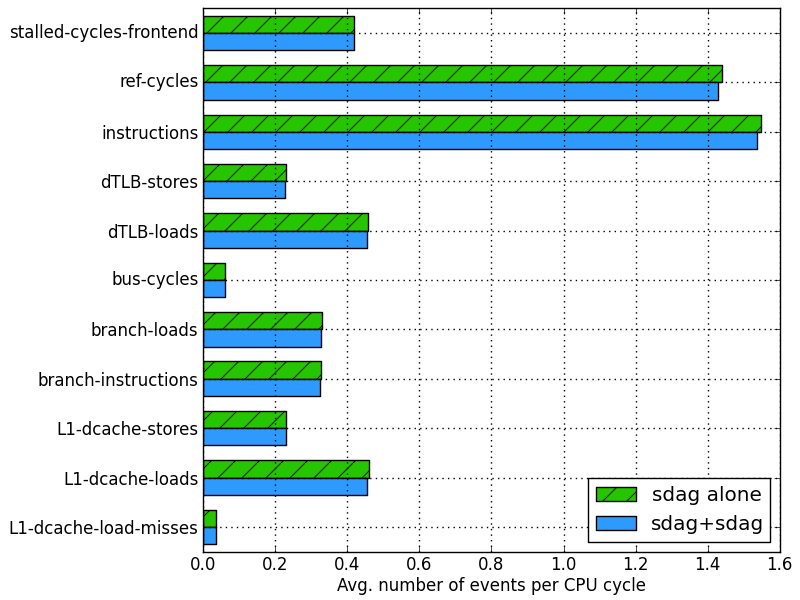 stalled-cycles-frontend
ref-cycles
instructions
dTLB-stores
dTLB-loads
bus-cycles
branch-loads
branch-instructions
L1-dcache-stores
L1-dcache-loads
L1-dcache-load-misses
sdag alone
sdag+sdag
0.0 0.2 0.4 0.6 0.8 1.0 1.2 1.4 1.6
Avg. number of events per CPU cycle